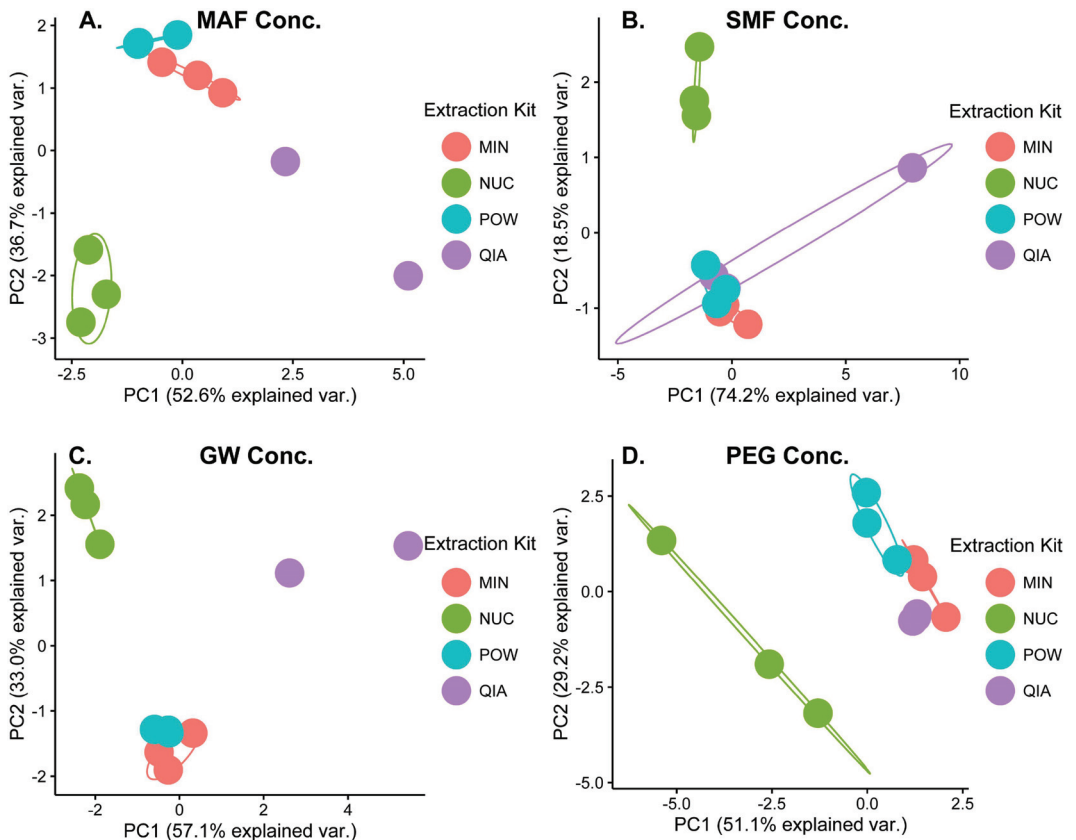 A.
MAF Conc.
PC2 (36.7% explained var.)
2
1
0
-1
-2
-3
-2.5
0.0
2.5
5.0
PC1 (52.6% explained var.)
Extraction Kit
MIN
NUC
POW
QIA
B.
SMF Conc.
PC2 (18.5% explained var.)
2
1
0
-1
-5
0
5
10
PC1 (74.2% explained var.)
Extraction Kit
MIN
NUC
POW
QIA
C.
GW Conc.
PC2 (33.0% explained var.)
2
1
0
-1
-2
-2
0
2
4
PC1 (57.1% explained var.)
Extraction Kit
MIN
NUC
POW
QIA
D.
PEG Conc.
PC2 (29.2% explained var.)
2.5
0.0
-2.5
-5.0
-5.0
-2.5
0.0
2.5
PC1 (51.1% explained var.)
Extraction Kit
MIN
NUC
POW
QIA